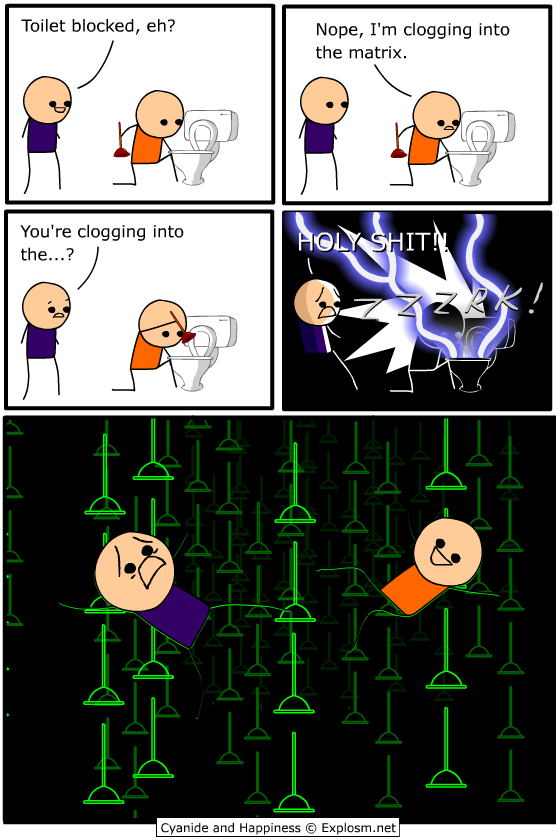 Toilet blocked, eh?
Nope, I'm clogging into
the matrix.
You're clogging into
the...?
HOLY SHIT!!
ZZZRK!
Cyanide and Happiness © Explosm.net